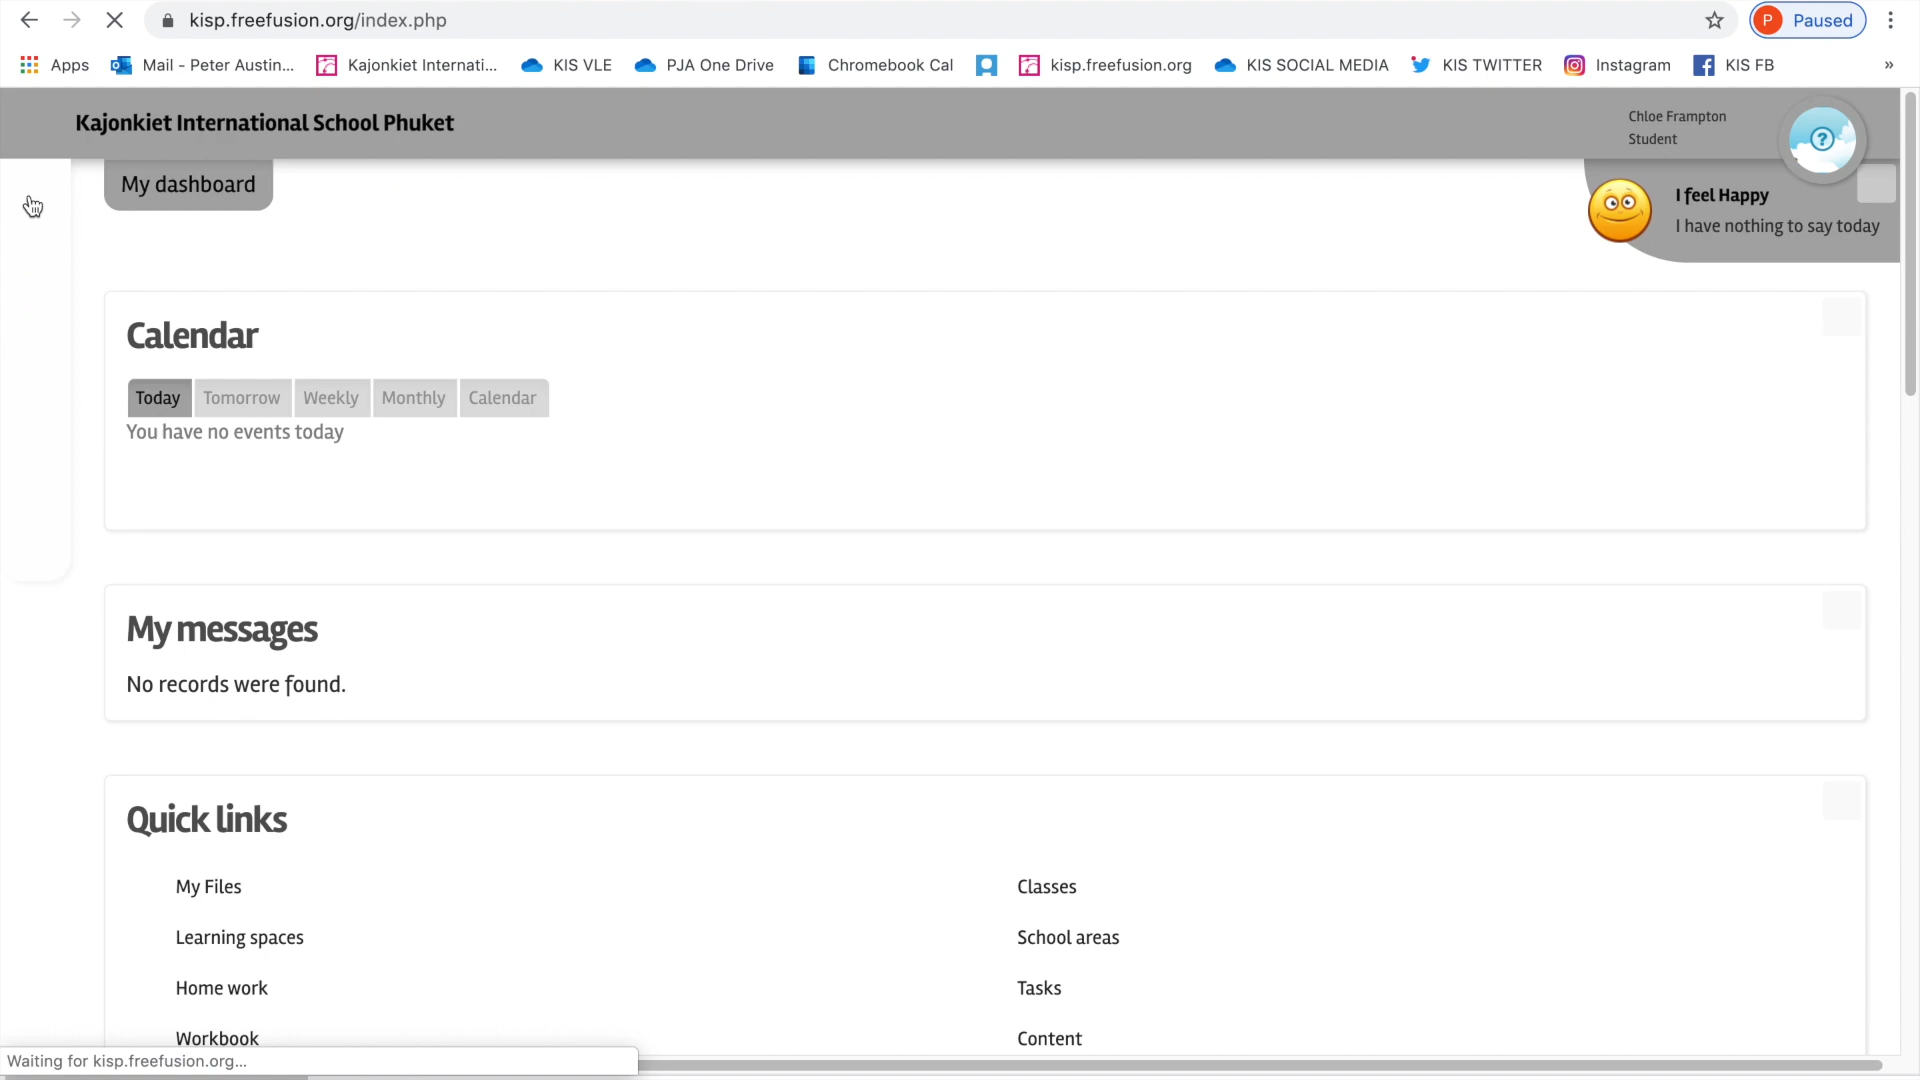 kisp.freefusion.org/index.php
P Paused
Apps Mail - Peter Austin... Kajonkiet Internati... KIS VLE PJA One Drive Chromebook Cal kisp.freefusion.org KIS SOCIAL MEDIA KIS TWITTER Instagram KIS FB »
Kajonkiet International School Phuket
Chloe Frampton
Student
?
My dashboard
I feel Happy
I have nothing to say today
Calendar
Today Tomorrow Weekly Monthly Calendar
You have no events today
My messages
No records were found.
Quick links
My Files Classes
Learning spaces School areas
Home work Tasks
Workbook Content
Waiting for kisp.freefusion.org...